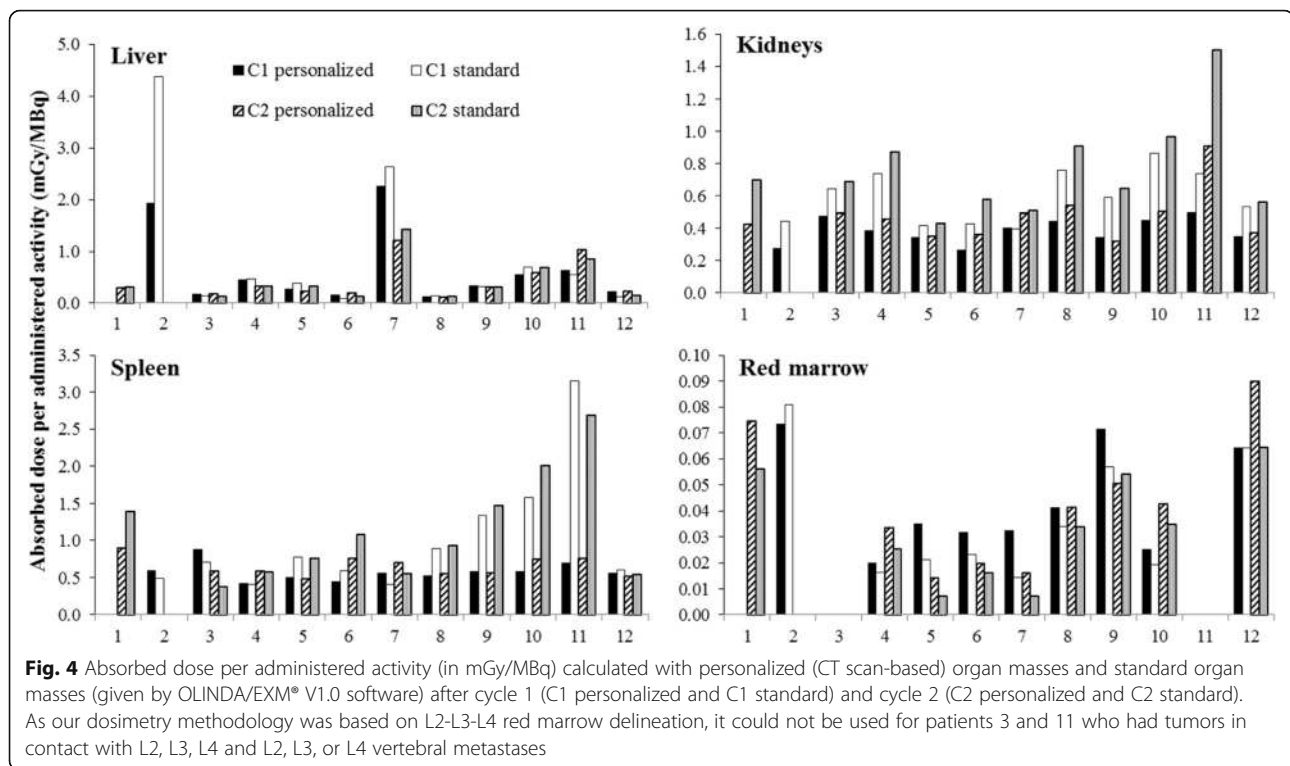 Absorbed dose per administered activity (mGy/MBq)
Liver
C1 personalized
C1 standard
C2 personalized
C2 standard
5.0
4.0
3.0
2.0
1.0
0.0
1 2 3 4 5 6 7 8 9 10 11 12
Kidneys
1.6
1.4
1.2
1.0
0.8
0.6
0.4
0.2
0.0
1 2 3 4 5 6 7 8 9 10 11 12
Spleen
3.5
3.0
2.5
2.0
1.5
1.0
0.5
0.0
1 2 3 4 5 6 7 8 9 10 11 12
Red marrow
0.10
0.09
0.08
0.07
0.06
0.05
0.04
0.03
0.02
0.01
0.00
1 2 3 4 5 6 7 8 9 10 11 12
Fig. 4 Absorbed dose per administered activity (in mGy/MBq) calculated with personalized (CT scan-based) organ masses and standard organ
masses (given by OLINDA/EXM® V1.0 software) after cycle 1 (C1 personalized and C1 standard) and cycle 2 (C2 personalized and C2 standard).
As our dosimetry methodology was based on L2-L3-L4 red marrow delineation, it could not be used for patients 3 and 11 who had tumors in
contact with L2, L3, L4 and L2, L3, or L4 vertebral metastases